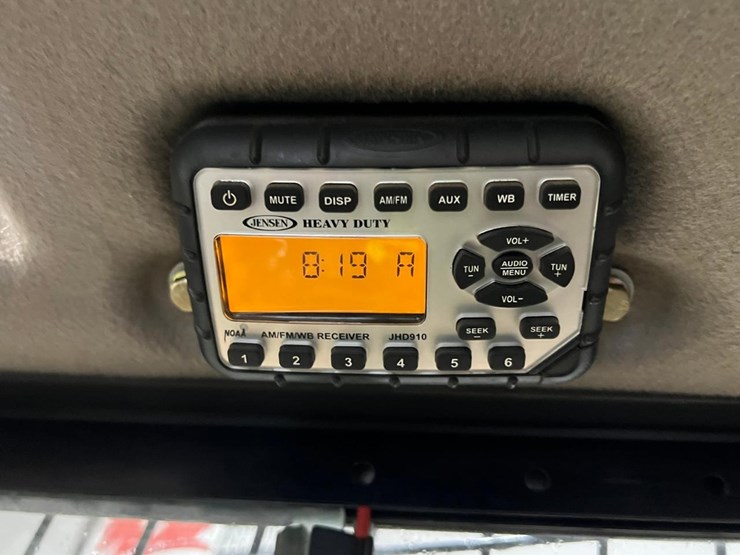 MUTE DISP AM/FM AUX WB TIMER
JENSEN HEAVY DUTY
8:19 A
VOL+
TUN - AUDIO MENU TUN +
VOL-
SEEK - SEEK +
NOAA AM/FM/WB RECEIVER JHD910
1 2 3 4 5 6